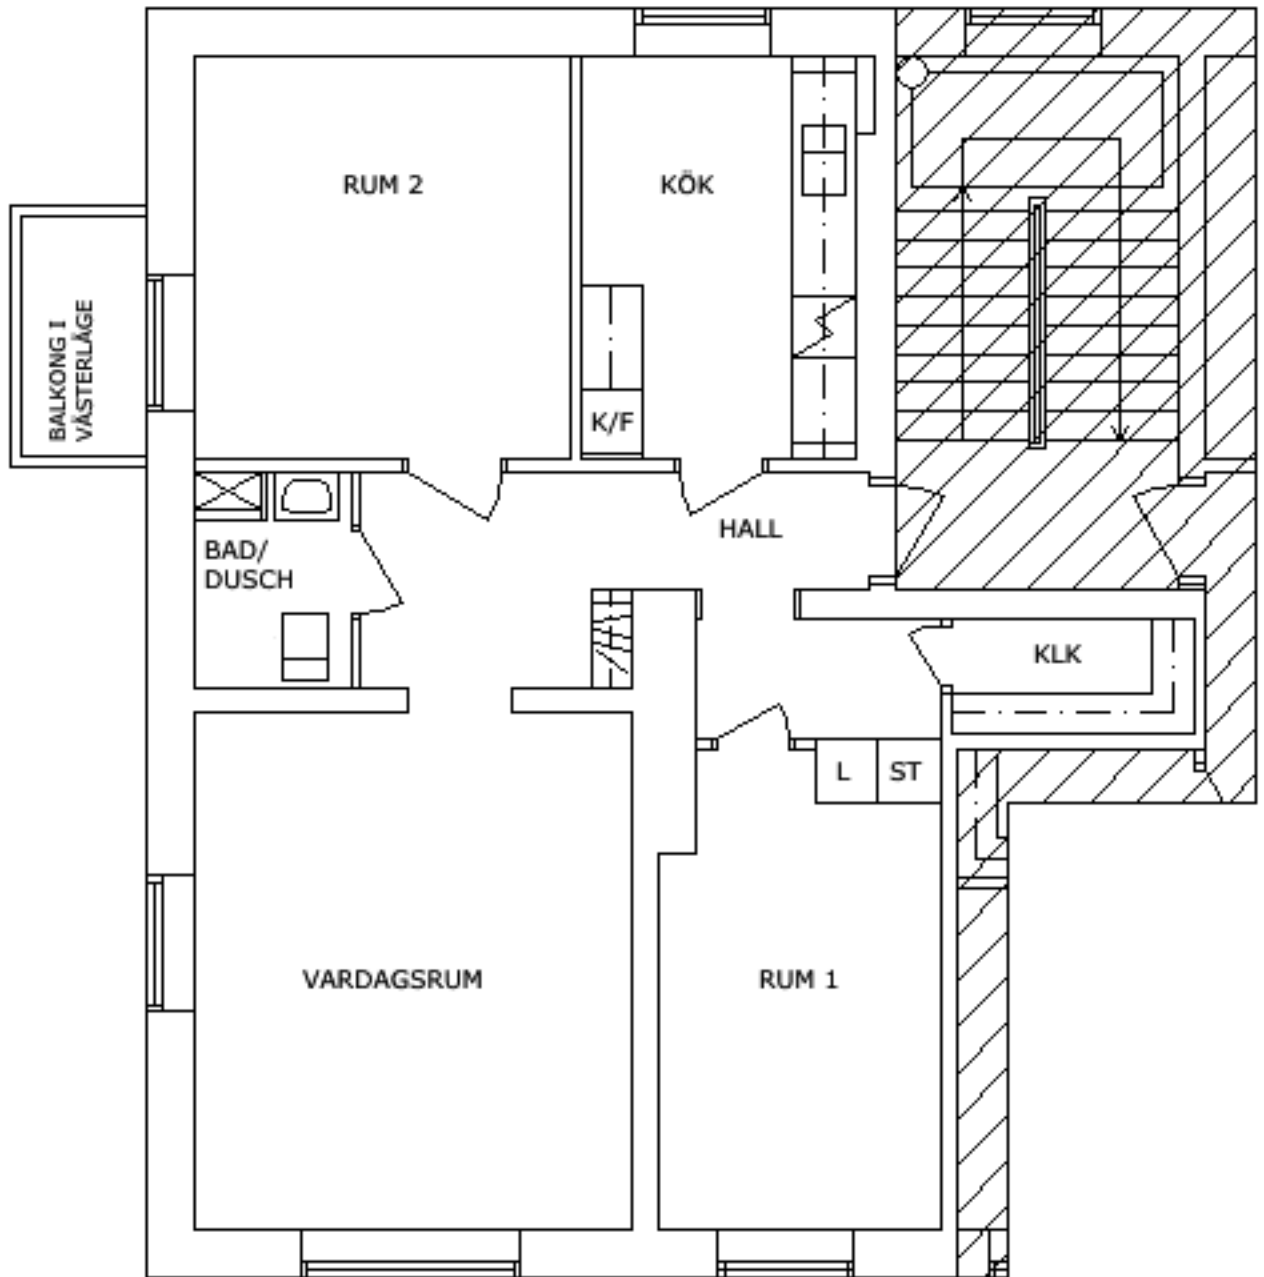 RUM 2
KÖK
BALKONG I
VÄSTERLÄGE
K/F
HALL
BAD/
DUSCH
KLK
L
ST
VARDAGSRUM
RUM 1